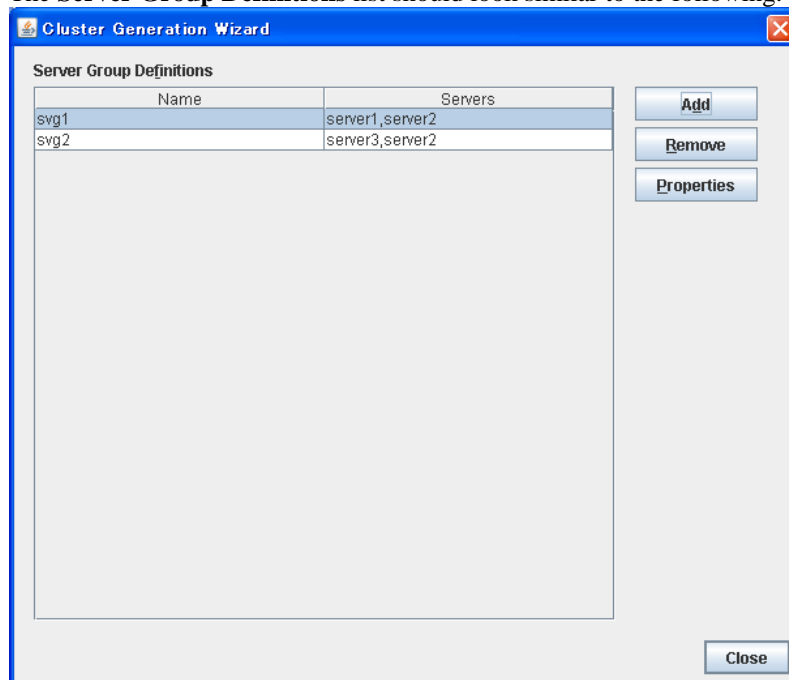 The Server Group Definitions list should look similar to the following.
Cluster Generation Wizard
Server Group Definitions
Name Servers
svg1 server1,server2
svg2 server3,server2
Add
Remove
Properties
Close